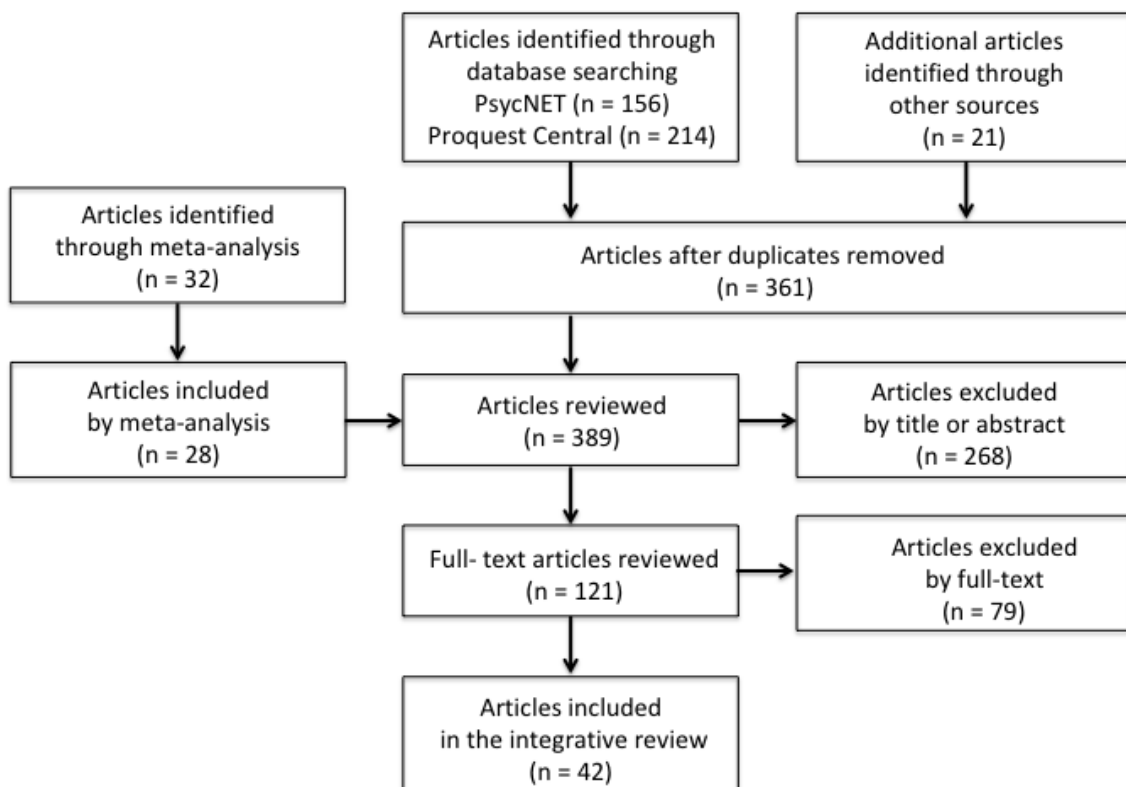 Articles identified through
database searching
PsycNET (n = 156)
Proquest Central (n = 214)
Additional articles
identified through
other sources
(n = 21)
Articles identified
through meta-analysis
(n = 32)
Articles after duplicates removed
(n = 361)
Articles included
by meta-analysis
(n = 28)
Articles reviewed
(n = 389)
Articles excluded
by title or abstract
(n = 268)
Full- text articles reviewed
(n = 121)
Articles excluded
by full-text
(n = 79)
Articles included
in the integrative review
(n = 42)